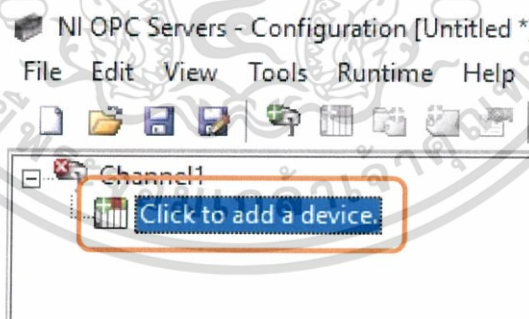 NI OPC Servers - Configuration [Untitled *
File Edit View Tools Runtime Help
Channel1
Click to add a device.